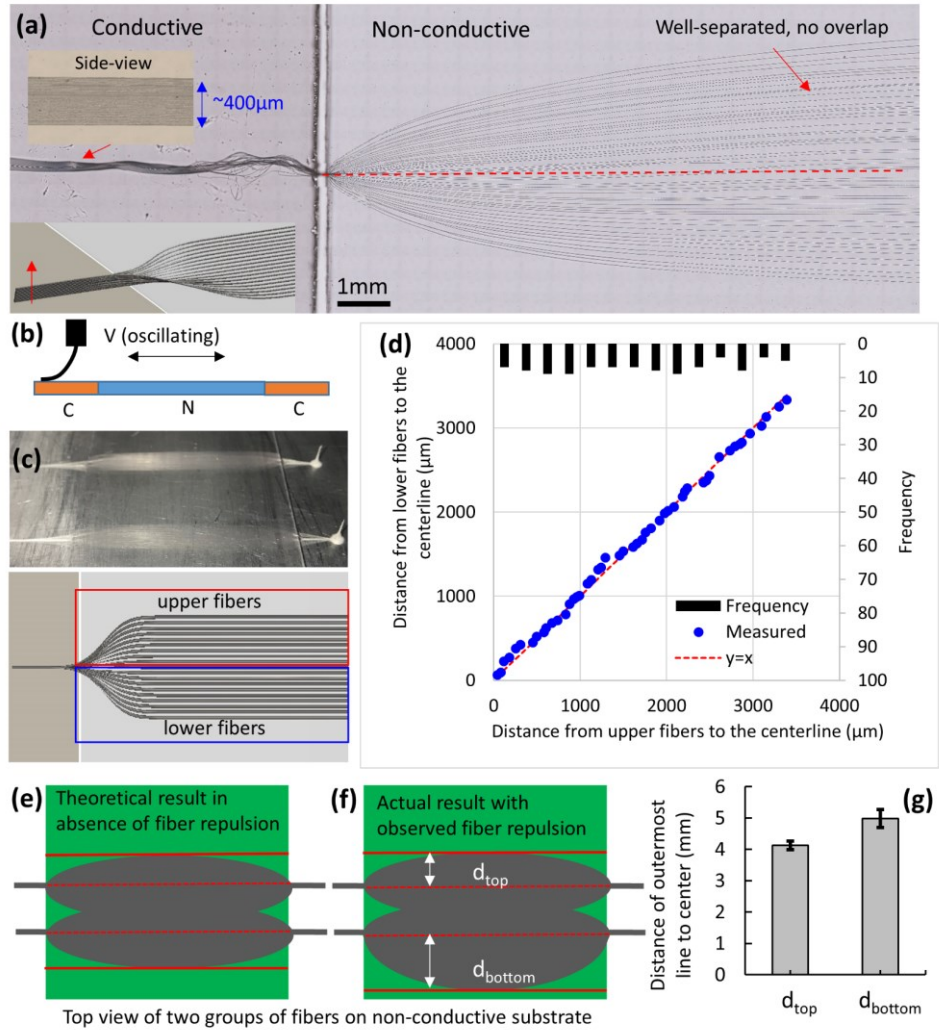 (a)
Conductive
Non-conductive
Well-separated, no overlap
Side-view
~400μm
1mm
(b)
V (oscillating)
C
N
C
(c)
upper fibers
lower fibers
(d)
4000
3000
2000
1000
0
Distance from lower fibers to the
centerline (μm)
0
10
20
30
40
50
60
70
80
90
100
Frequency
Frequency
Measured
y=x
0
1000
2000
3000
4000
Distance from upper fibers to the centerline (μm)
(e)
Theoretical result in
absence of fiber repulsion
(f)
Actual result with
observed fiber repulsion
dtop
dbottom
(g)
6
5
4
3
2
1
0
Distance of outermost
line to center (mm)
dtop
dbottom
Top view of two groups of fibers on non-conductive substrate